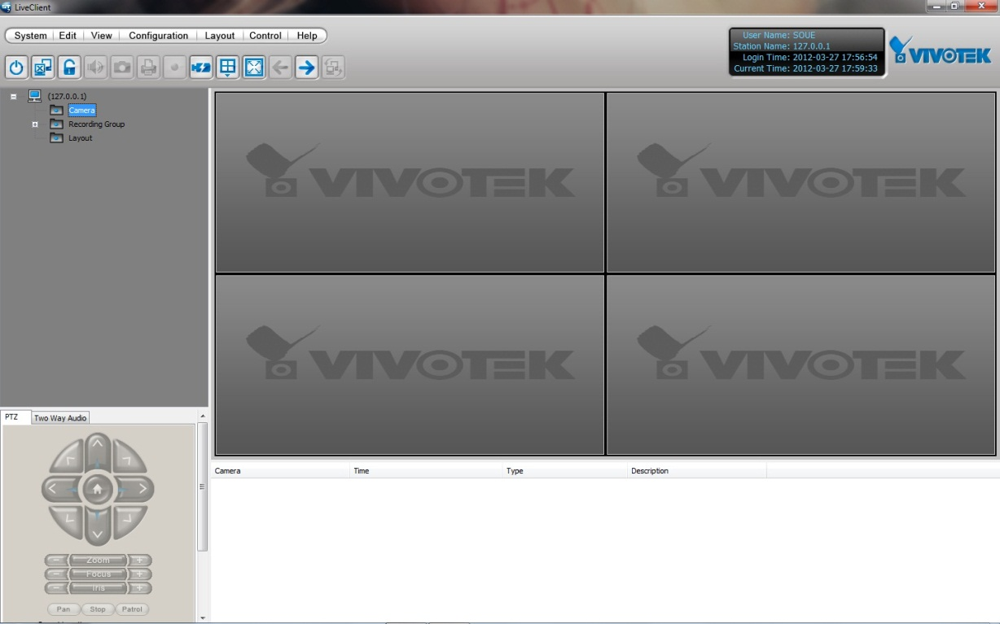 LiveClient
System Edit View Configuration Layout Control Help
User Name: SOUE
Station Name: 127.0.0.1
Login Time: 2012-03-27 17:56:54
Current Time: 2012-03-27 17:59:33
VIVOTEK
(127.0.0.1)
Camera
Recording Group
Layout
VIVOTEK VIVOTEK
VIVOTEK VIVOTEK
PTZ Two Way Audio
Zoom
Focus
Iris
Pan Stop Patrol
Camera Time Type Description